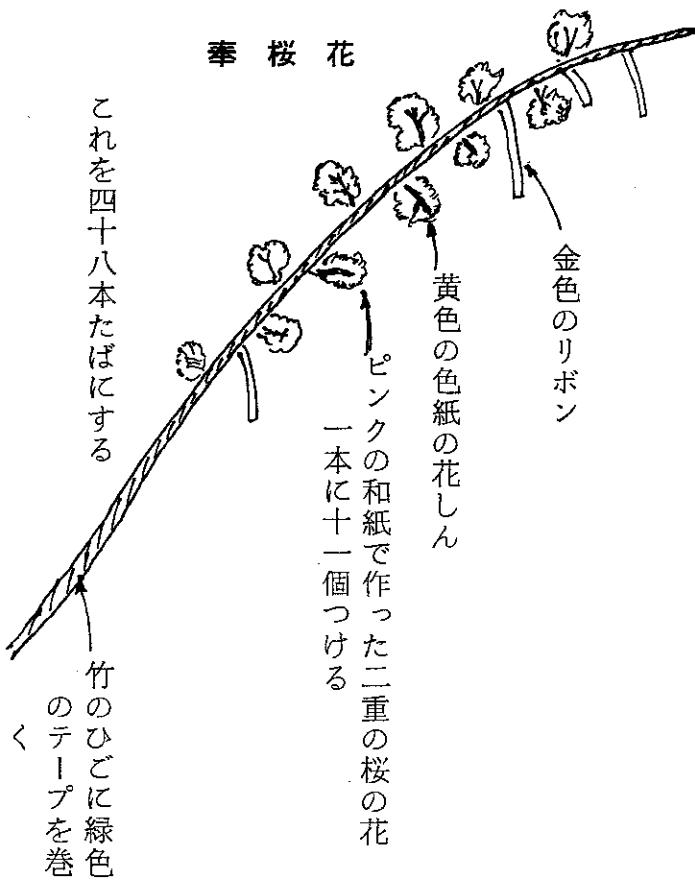 奉桜花
金色のリボン
黄色の色紙の花しん
ピンクの和紙で作った二重の桜の花
一本に十一個つける
竹のひごに緑色
のテープを巻
く
これを四十八本たばにする